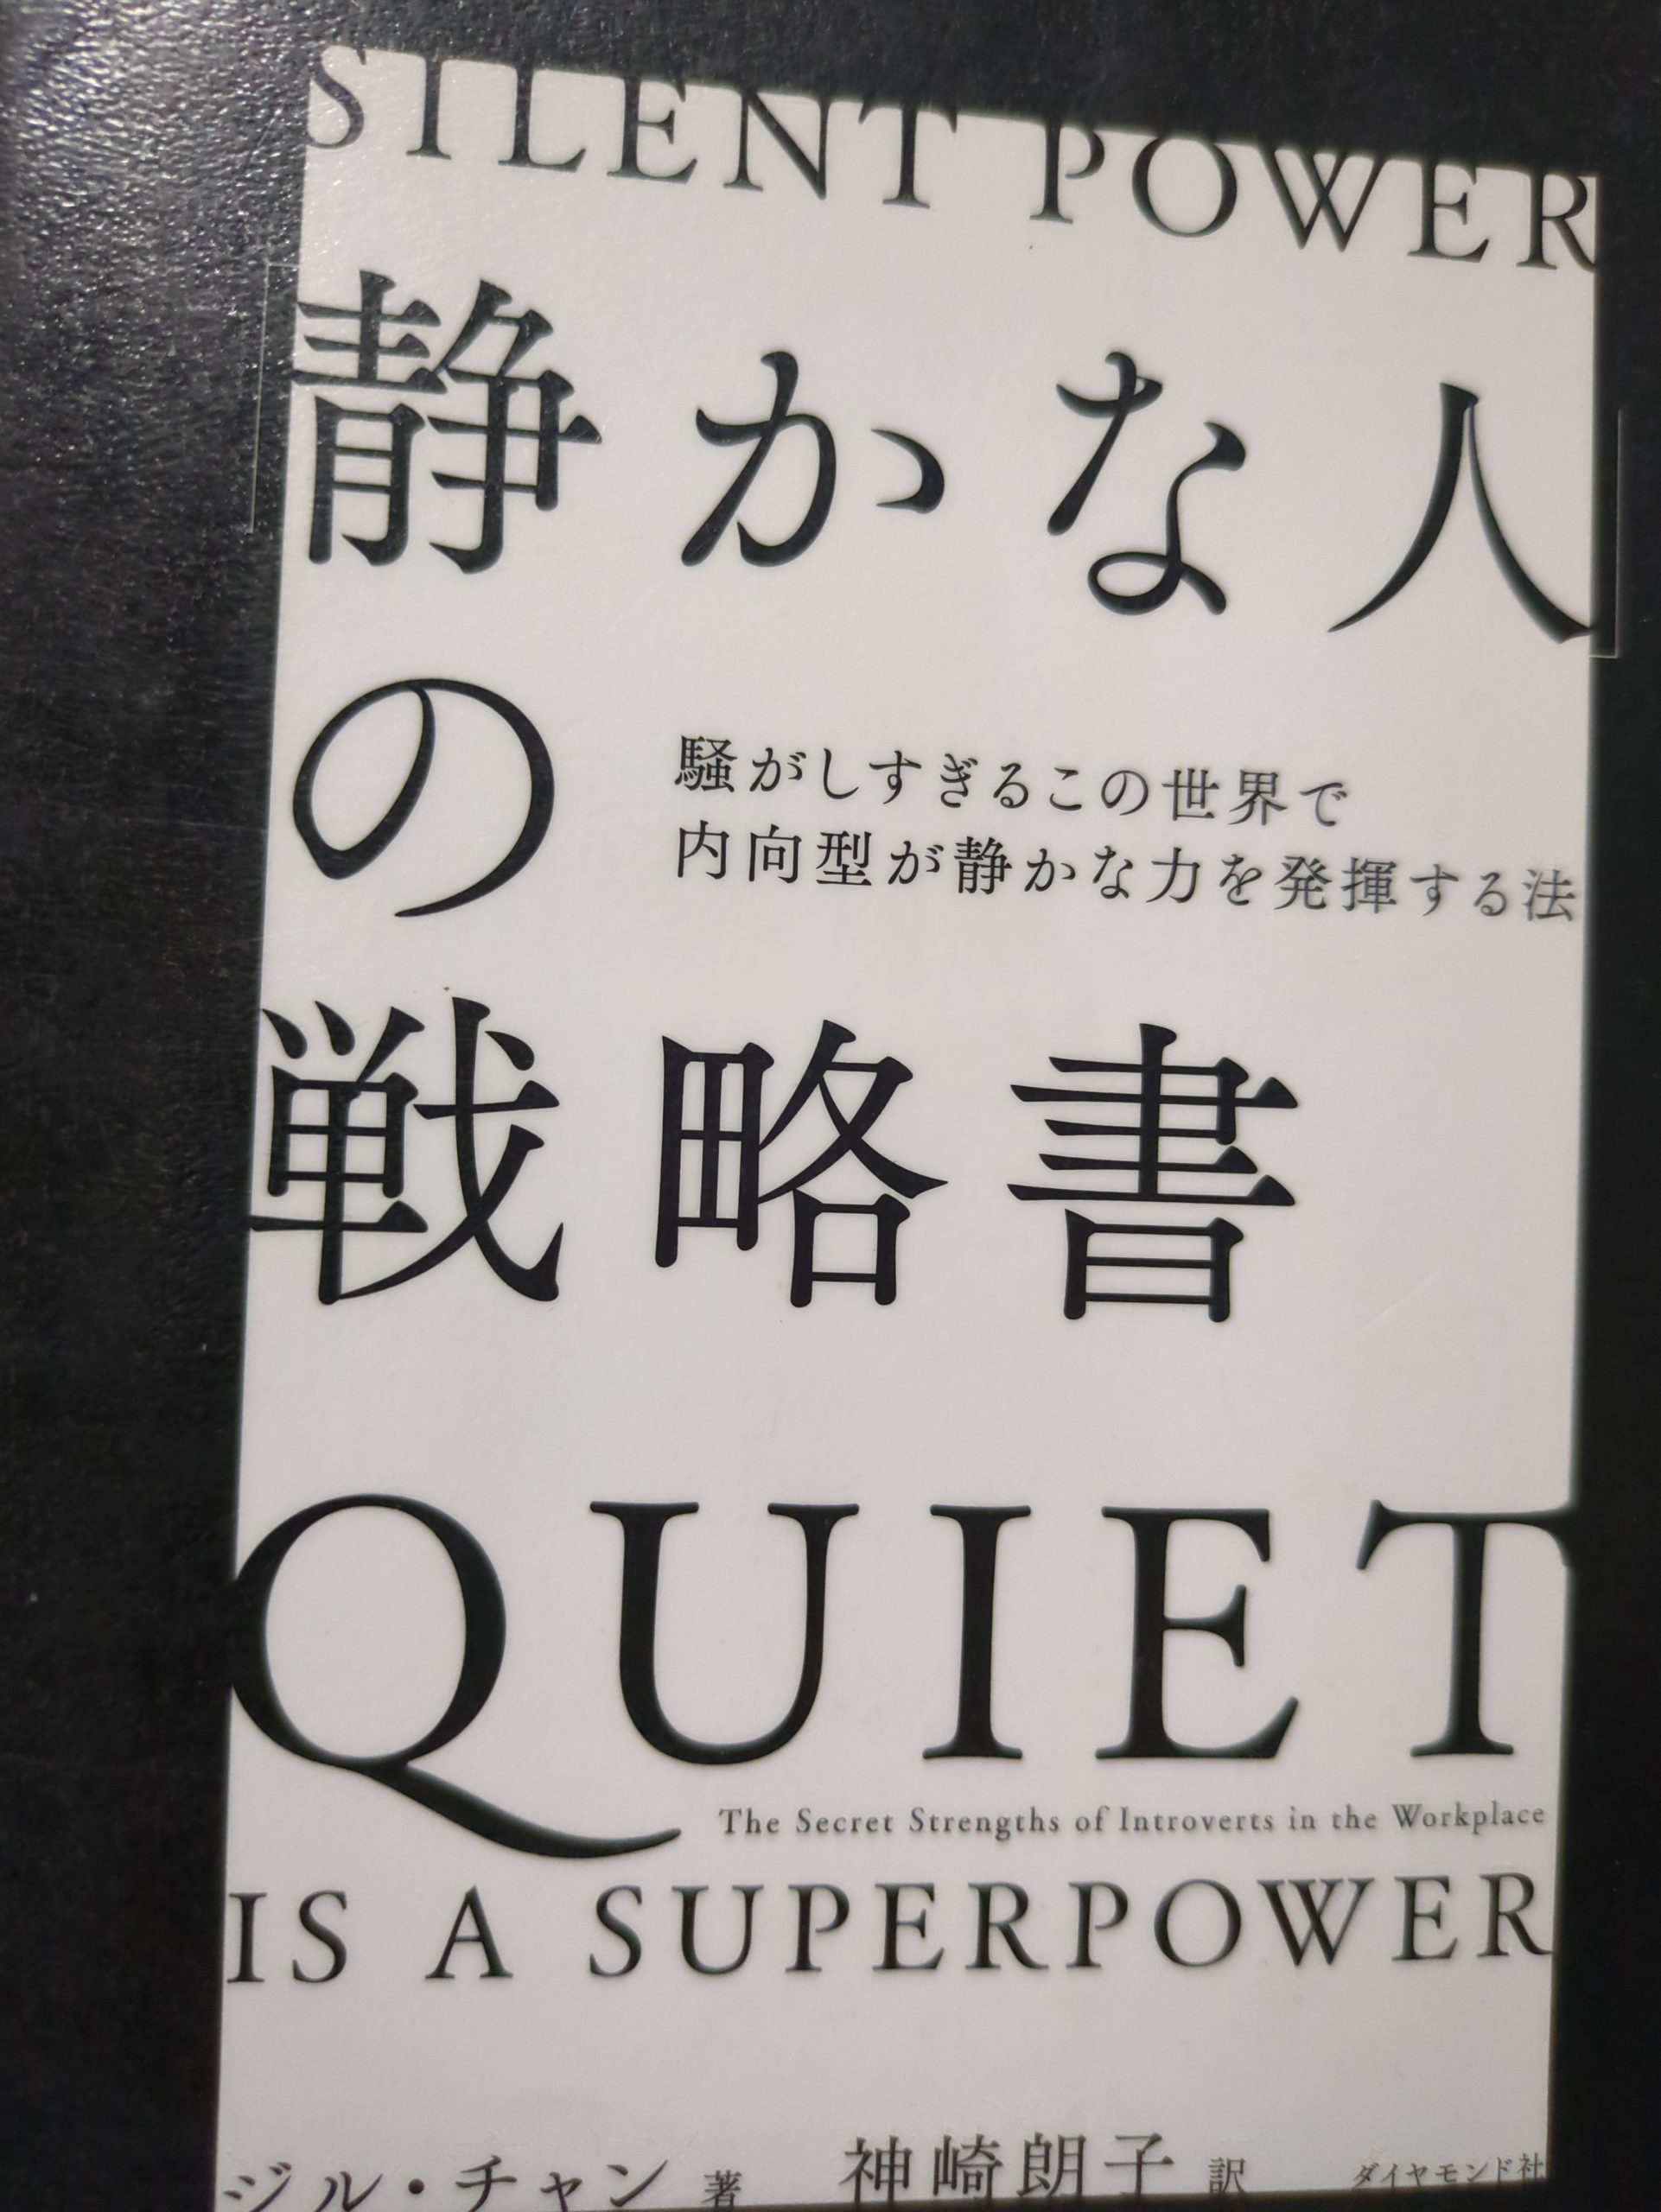 SILENT POWER
「静かな人」
の
騒がしすぎるこの世界で
内向型が静かな力を発揮する法
戦略書
QUIET
The Secret Strengths of Introverts in the Workplace
IS A SUPERPOWER
ジル・チャン 著 神崎朗子 訳 ダイヤモンド社